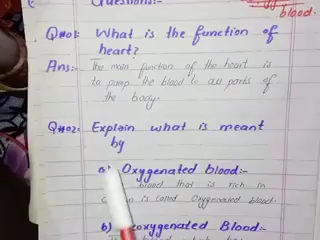 Questions:-
blood.
Q#01: What is the function of
heart?
Ans:- The main function of the heart is
to pump the blood to all parts of
the body.
Q#02: Explain what is meant
by
a) Oxygenated blood:-
blood that is rich in
is called Oxygenated blood.
b) Deoxygenated Blood:-